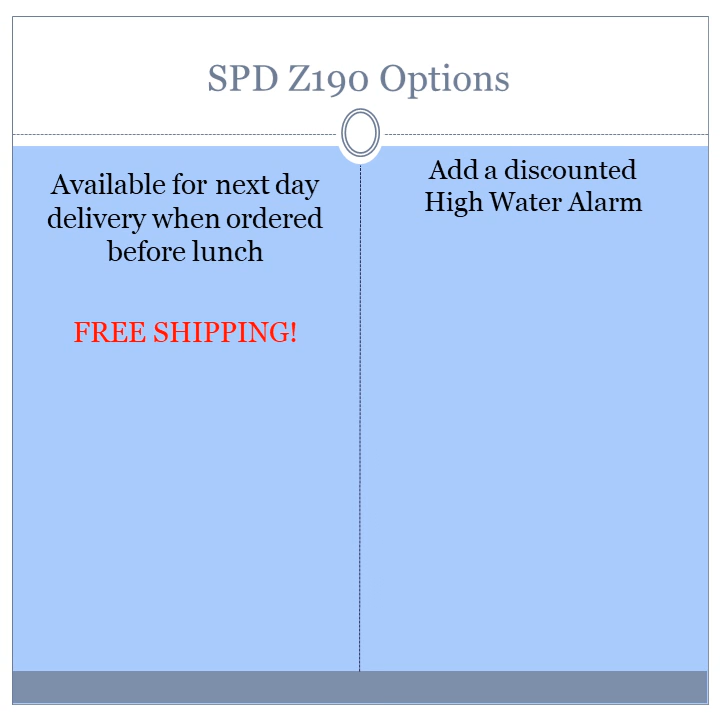 SPD Z190 Options
Available for next day
delivery when ordered
before lunch
FREE SHIPPING!
Add a discounted
High Water Alarm